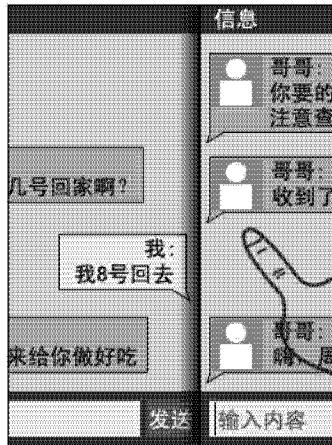 几号回家啊?
我:
我8号回去
来给你做好吃
发送
信息
哥哥:
你要的
注意查
哥哥:
收到了
哥哥:
嗨,
输入内容